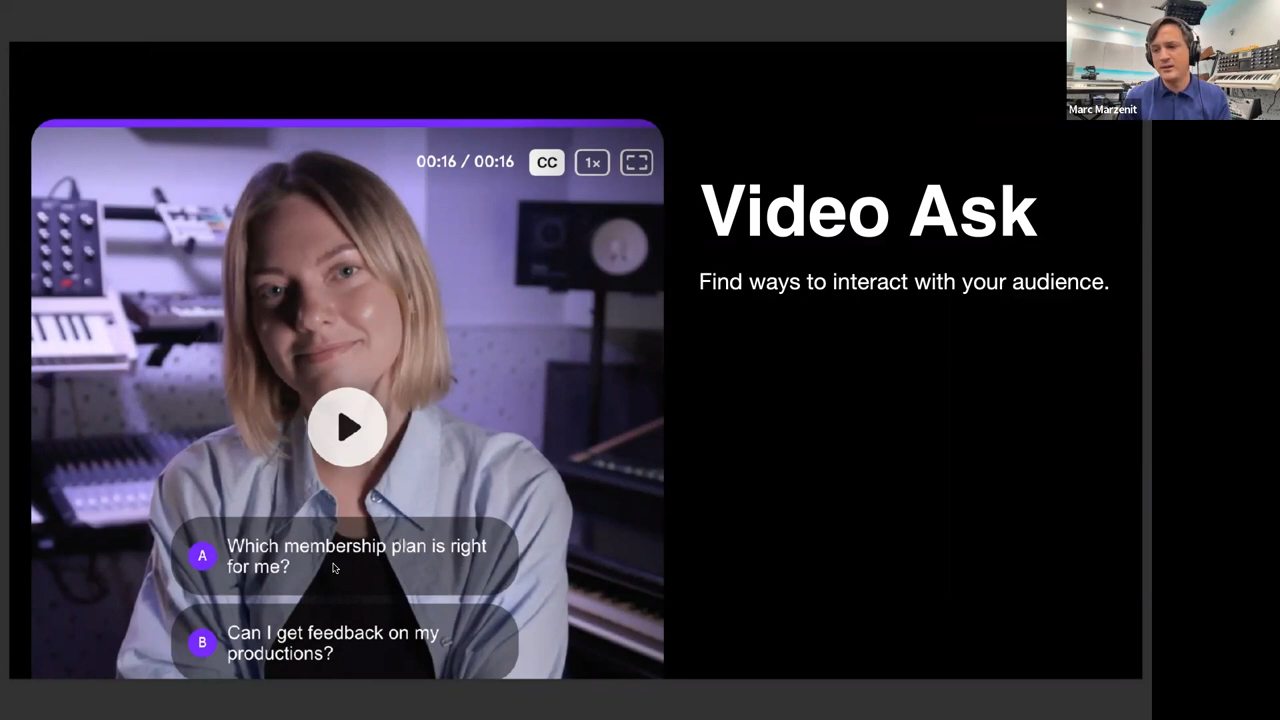 Marc Marzenit
00:16 / 00:16 CC 1×
Video Ask
Find ways to interact with your audience.
A Which membership plan is right
for me?
B Can I get feedback on my
productions?